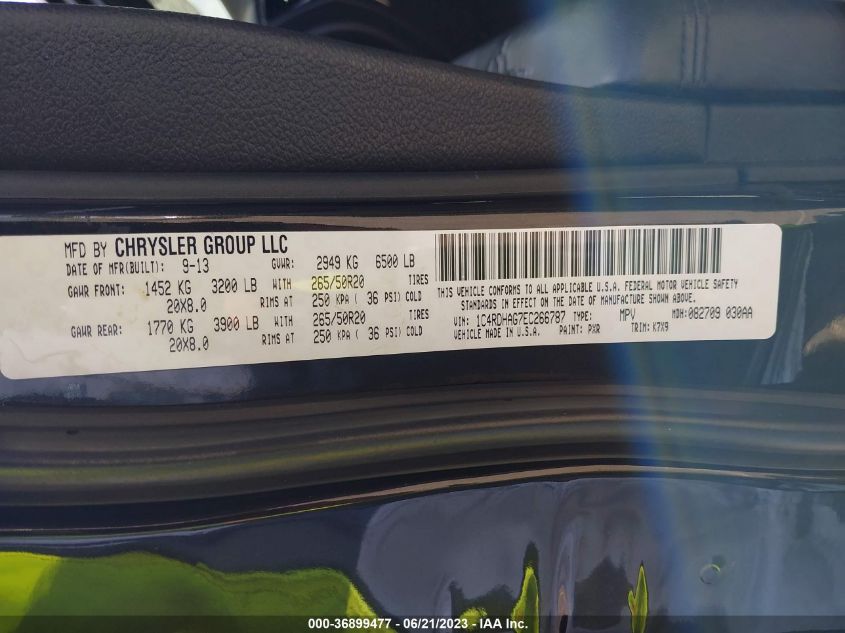 MFD BY CHRYSLER GROUP LLC
DATE OF MFR(BUILT): 9-13 GVWR: 2949 KG 6500 LB
GAWR FRONT: 1452 KG 3200 LB WITH 265/50R20 TIRES
20X8.0 RIMS AT 250 KPA ( 36 PSI) COLD
GAWR REAR: 1770 KG 3900 LB WITH 265/50R20 TIRES
20X8.0 RIMS AT 250 KPA ( 36 PSI) COLD
THIS VEHICLE CONFORMS TO ALL APPLICABLE U.S.A. FEDERAL MOTOR VEHICLE SAFETY
STANDARDS IN EFFECT ON THE DATE OF MANUFACTURE SHOWN ABOVE.
VIN: 1C4RDHAG7EC266787 TYPE: MPV MDH: 082709 030AA
VEHICLE MADE IN U.S.A. PAINT: PXR TRIM: K7X9
000-36899477 - 06/21/2023 - IAA Inc.